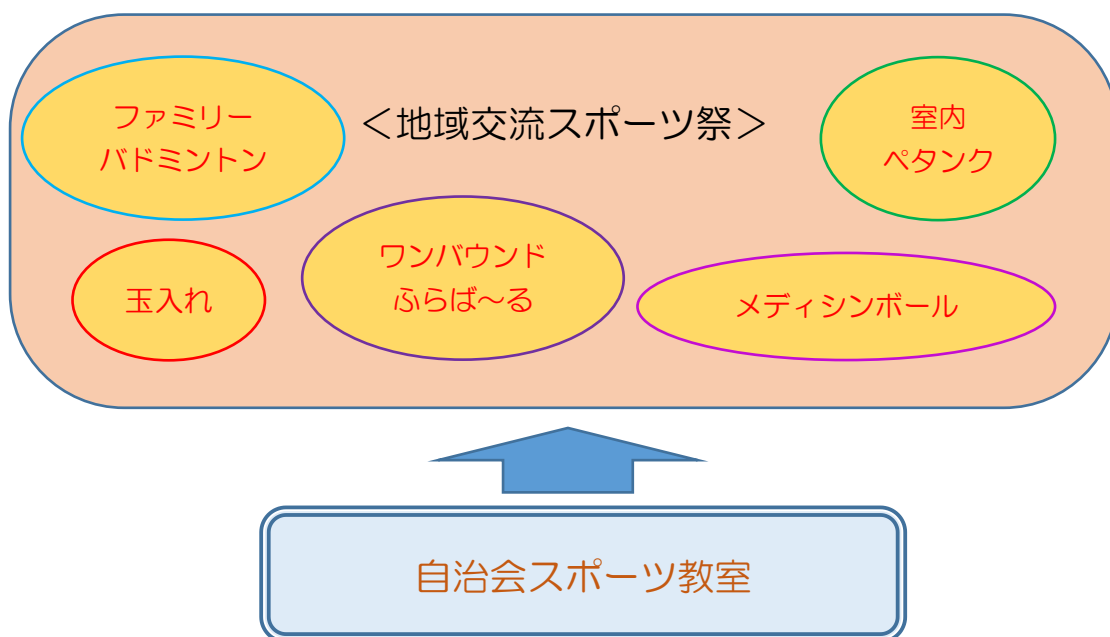 ファミリー
バドミントン
＜地域交流スポーツ祭＞
室内
ペタンク
玉入れ
ワンバウンド
ふらば～る
メディシンボール
自治会スポーツ教室